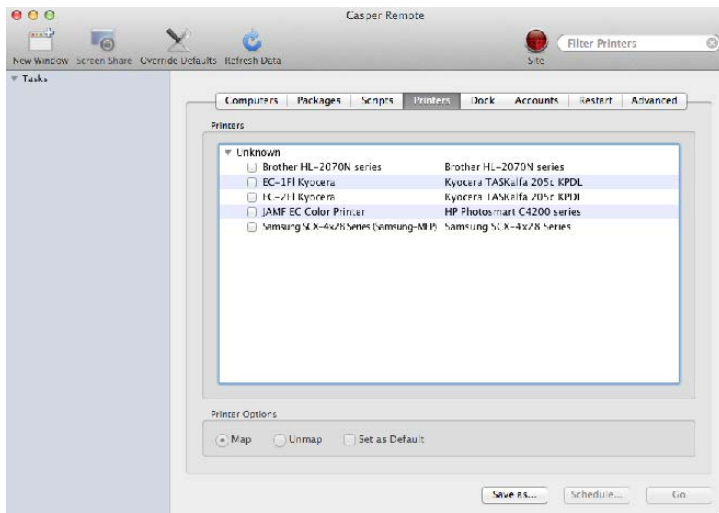 Casper Remote
New Window Screen Share Override Defaults Refresh Data Site Filter Printers
Tasks
Computers Packages Scripts Printers Dock Accounts Restart Advanced
Printers
Unknown
Brother HL-2070N series Brother HL-2070N series
EC-1Fl Kyocera Kyocera TASKalfa 205c KPDL
EC-2Fl Kyocera Kyocera TASKalfa 205c KPDL
JAMF EC Color Printer HP Photosmart C4200 series
Samsung SCX-4x28 Series (Samsung-MFP) Samsung SCX-4x28 Series
Printer Options
Map Unmap Set as Default
Save as... Schedule... Go